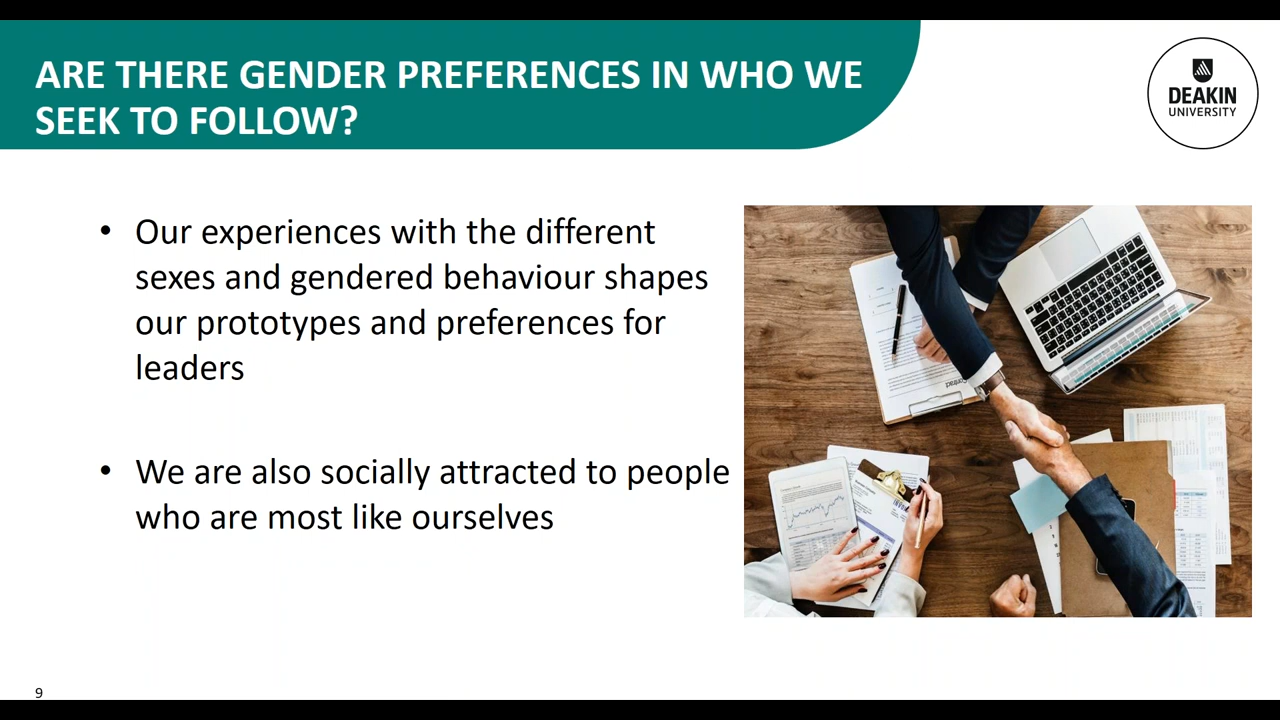 ARE THERE GENDER PREFERENCES IN WHO WE
SEEK TO FOLLOW?
DEAKIN
UNIVERSITY
• Our experiences with the different
sexes and gendered behaviour shapes
our prototypes and preferences for
leaders
• We are also socially attracted to people
who are most like ourselves
Contract
9